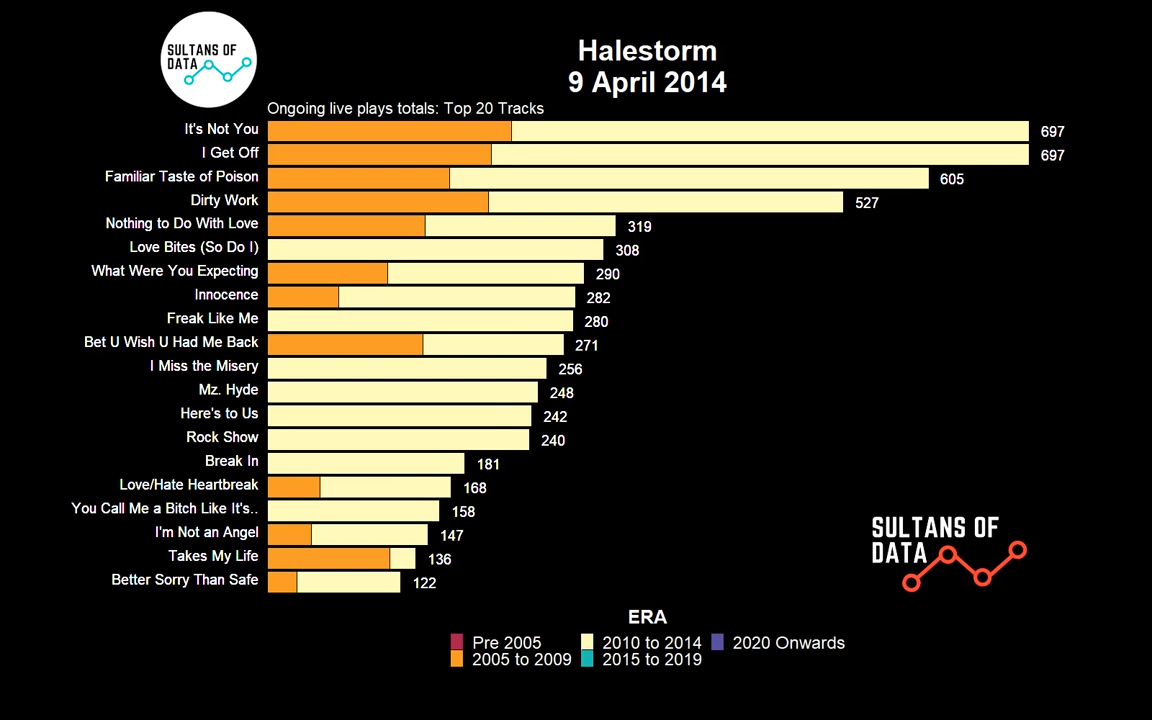 SULTANS OF
DATA
Halestorm
9 April 2014
Ongoing live plays totals: Top 20 Tracks
It's Not You 697
I Get Off 697
Familiar Taste of Poison 605
Dirty Work 527
Nothing to Do With Love 319
Love Bites (So Do I) 308
What Were You Expecting 290
Innocence 282
Freak Like Me 280
Bet U Wish U Had Me Back 271
I Miss the Misery 256
Mz. Hyde 248
Here's to Us 242
Rock Show 240
Break In 181
Love/Hate Heartbreak 168
You Call Me a Bitch Like It's.. 158
I'm Not an Angel 147
Takes My Life 136
Better Sorry Than Safe 122
SULTANS OF
DATA
ERA
Pre 2005 2010 to 2014 2020 Onwards
2005 to 2009 2015 to 2019